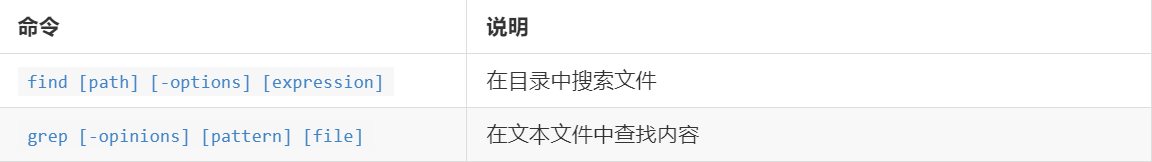 命令 说明
find [path] [-options] [expression] 在目录中搜索文件
grep [-opinions] [pattern] [file] 在文本文件中查找内容